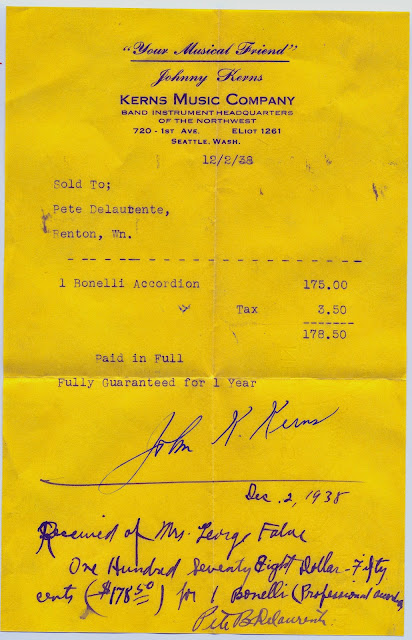 "Your Musical Friend"
Johnny Kerns
KERNS MUSIC COMPANY
BAND INSTRUMENT HEADQUARTERS
OF THE NORTHWEST
720 - 1ST AVE. ELIOT 1261
SEATTLE, WASH.
12/2/38
Sold To;
Pete Delaurente,
Renton, Wn.
1 Bonelli Accordion 175.00
Tax 3.50
178.50
Paid in Full
Fully Guaranteed for 1 Year
John K. Kerns
Dec. 2, 1938
Received of Mrs. George
One Hundred Seventy Eight Dollar - Fifty
cents ($178 50) for 1 Bonelli (Professional
Pete B Delaurenti